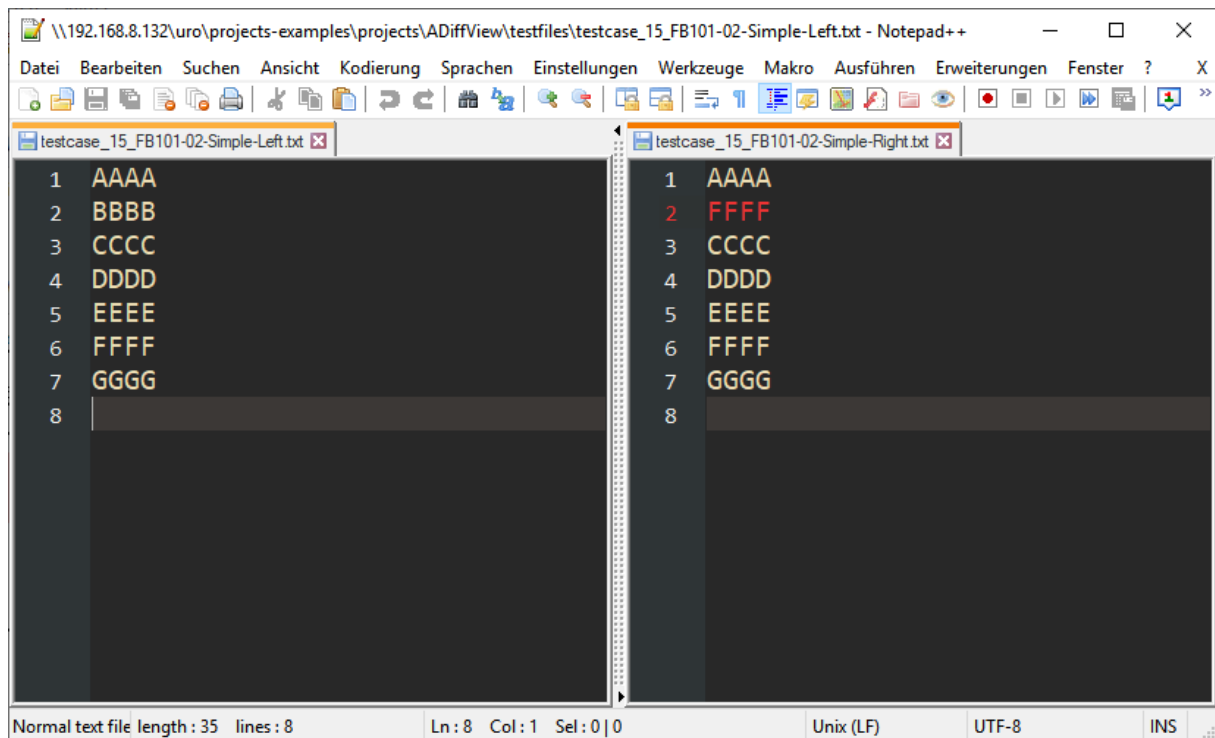 \\192.168.8.132\uro\projects-examples\projects\ADiffView\testfiles\testcase_15_FB101-02-Simple-Left.txt - Notepad++
Datei Bearbeiten Suchen Ansicht Kodierung Sprachen Einstellungen Werkzeuge Makro Ausführen Erweiterungen Fenster ? X
testcase_15_FB101-02-Simple-Left.txt
1 AAAA
2 BBBB
3 CCCC
4 DDDD
5 EEEE
6 FFFF
7 GGGG
8
testcase_15_FB101-02-Simple-Right.txt
1 AAAA
2 FFFF
3 CCCC
4 DDDD
5 EEEE
6 FFFF
7 GGGG
8
Normal text file length : 35 lines : 8 Ln : 8 Col : 1 Sel : 0 | 0 Unix (LF) UTF-8 INS